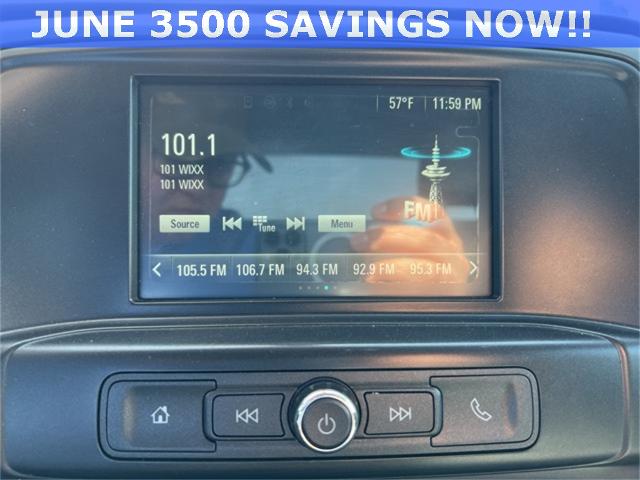 JUNE 3500 SAVINGS NOW!!
57°F 11:59 PM
101.1
101 WIXX
101 WIXX
FM
Source Tune Menu
105.5 FM 106.7 FM 94.3 FM 92.9 FM 95.3 FM